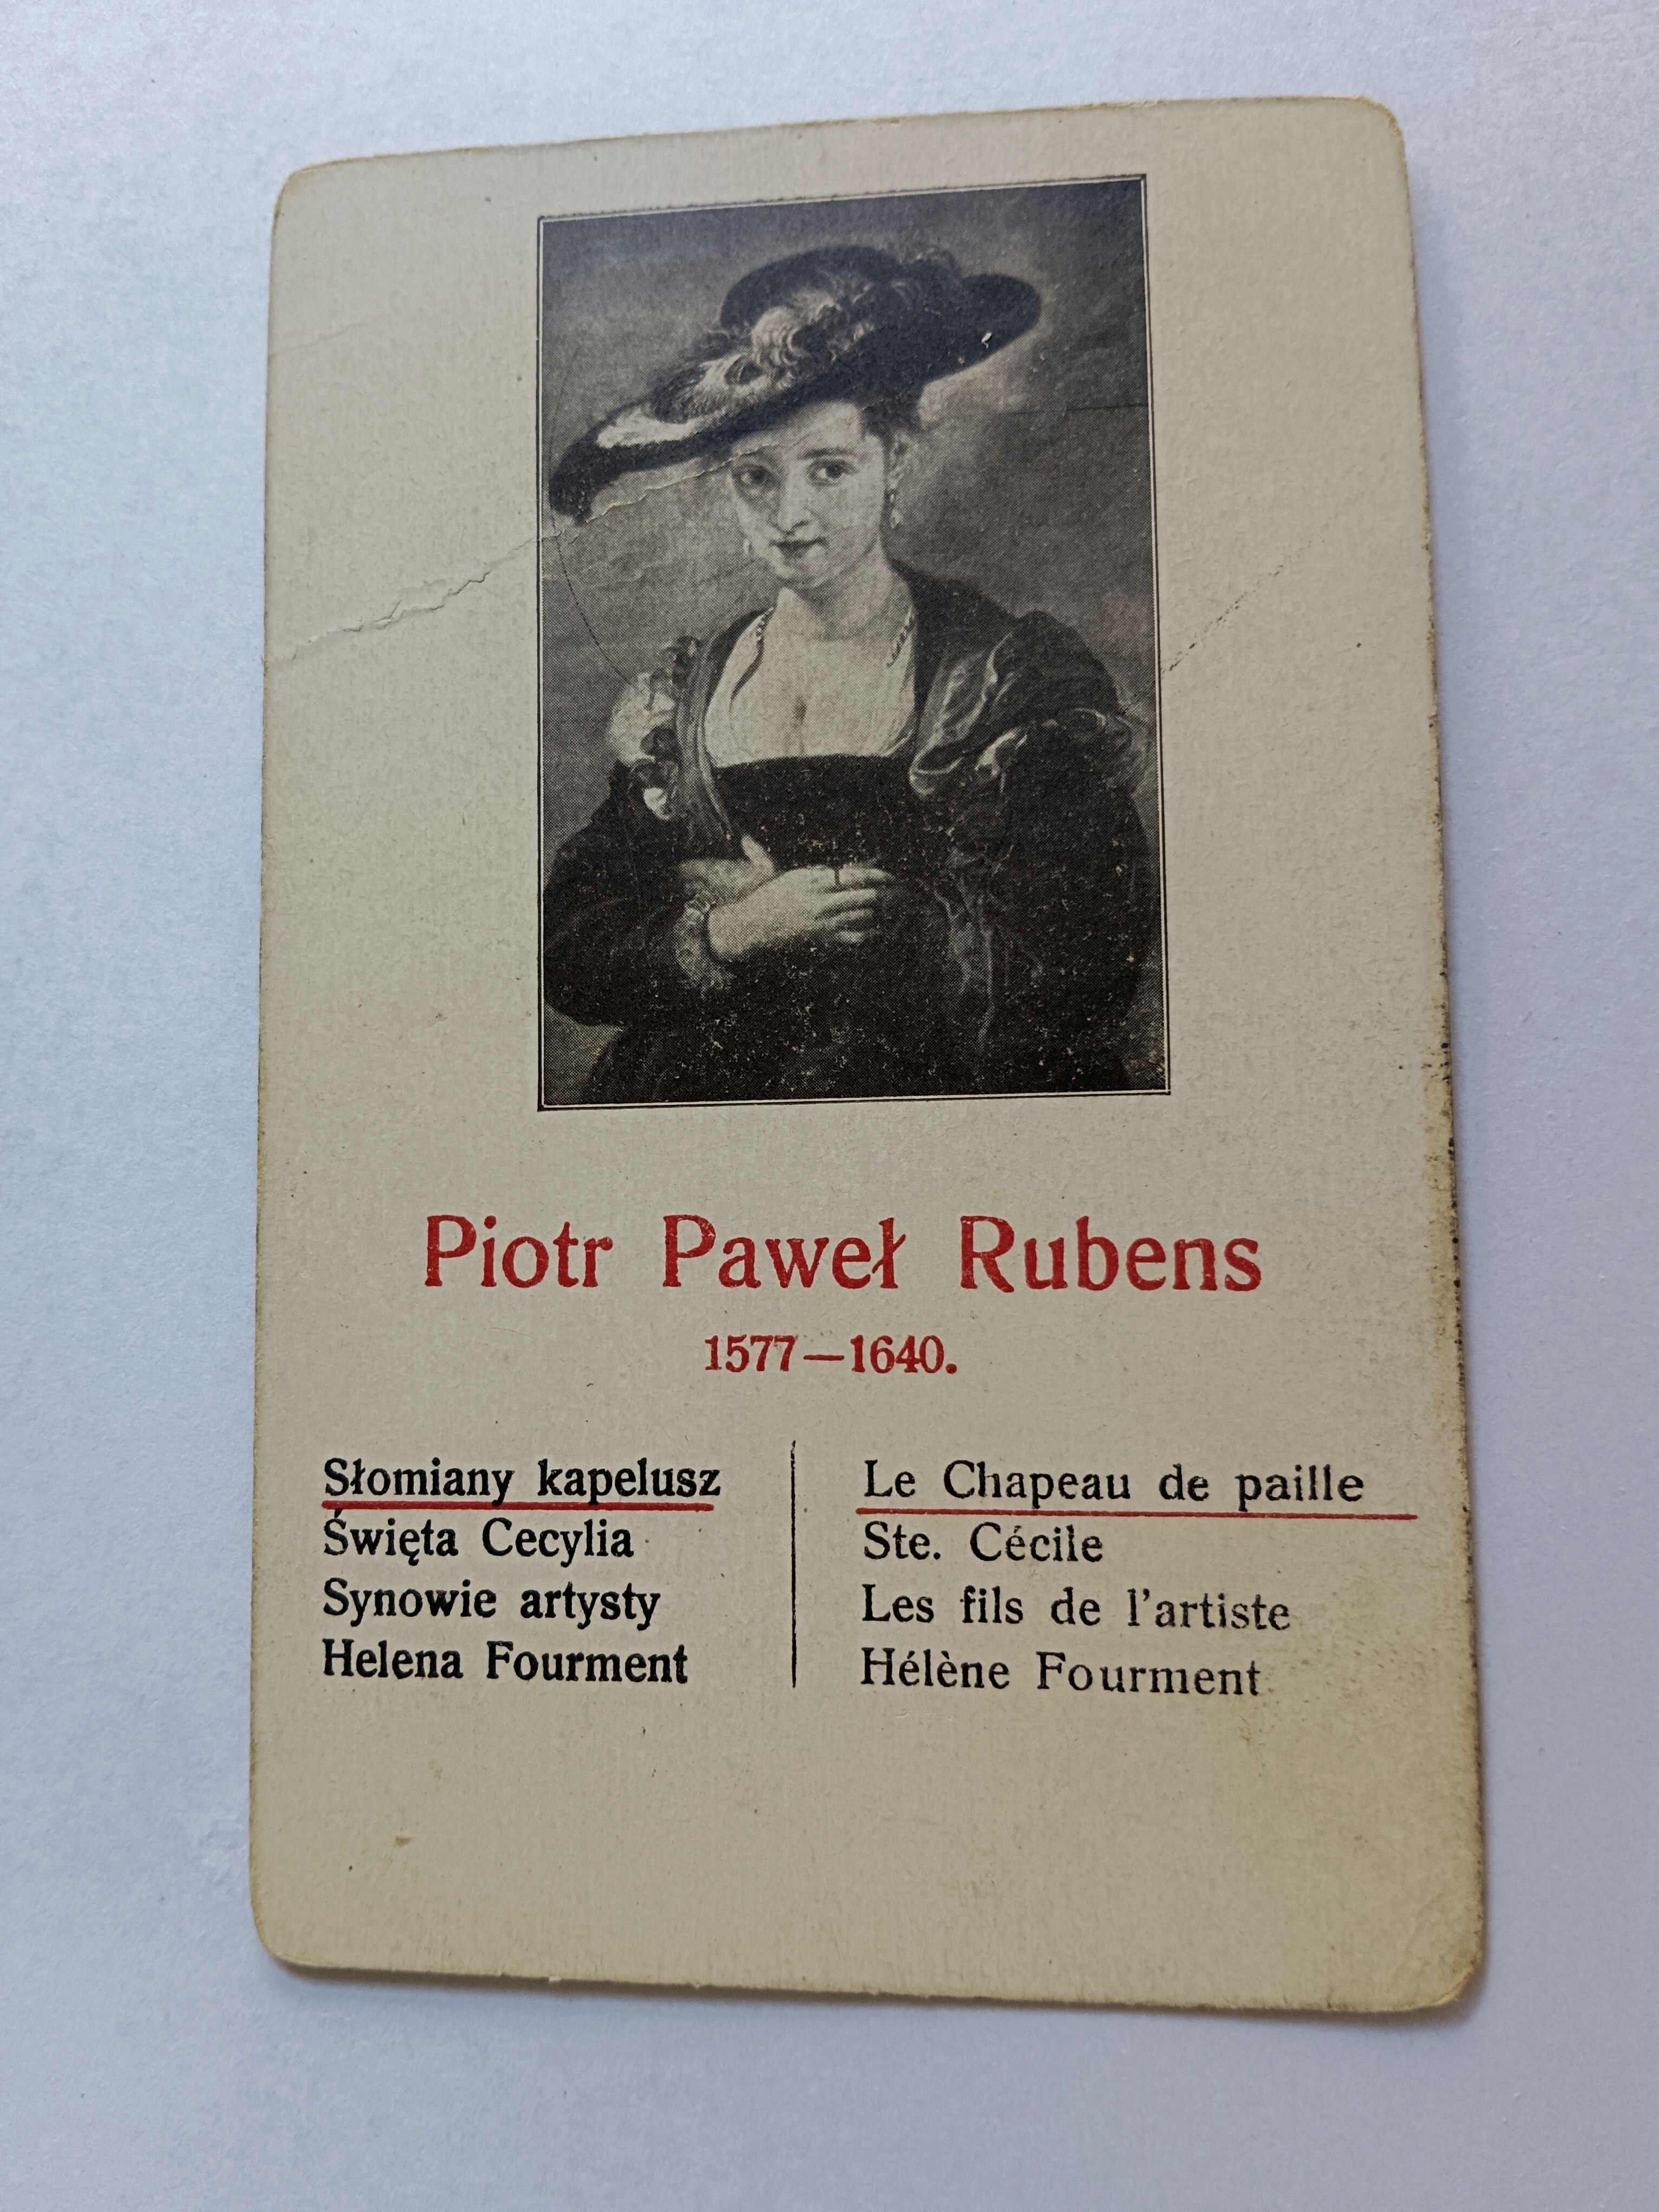 Piotr Paweł Rubens
1577—1640.
Słomiany kapelusz
Święta Cecylia
Synowie artysty
Helena Fourment
Le Chapeau de paille
Ste. Cécile
Les fils de l'artiste
Hélène Fourment